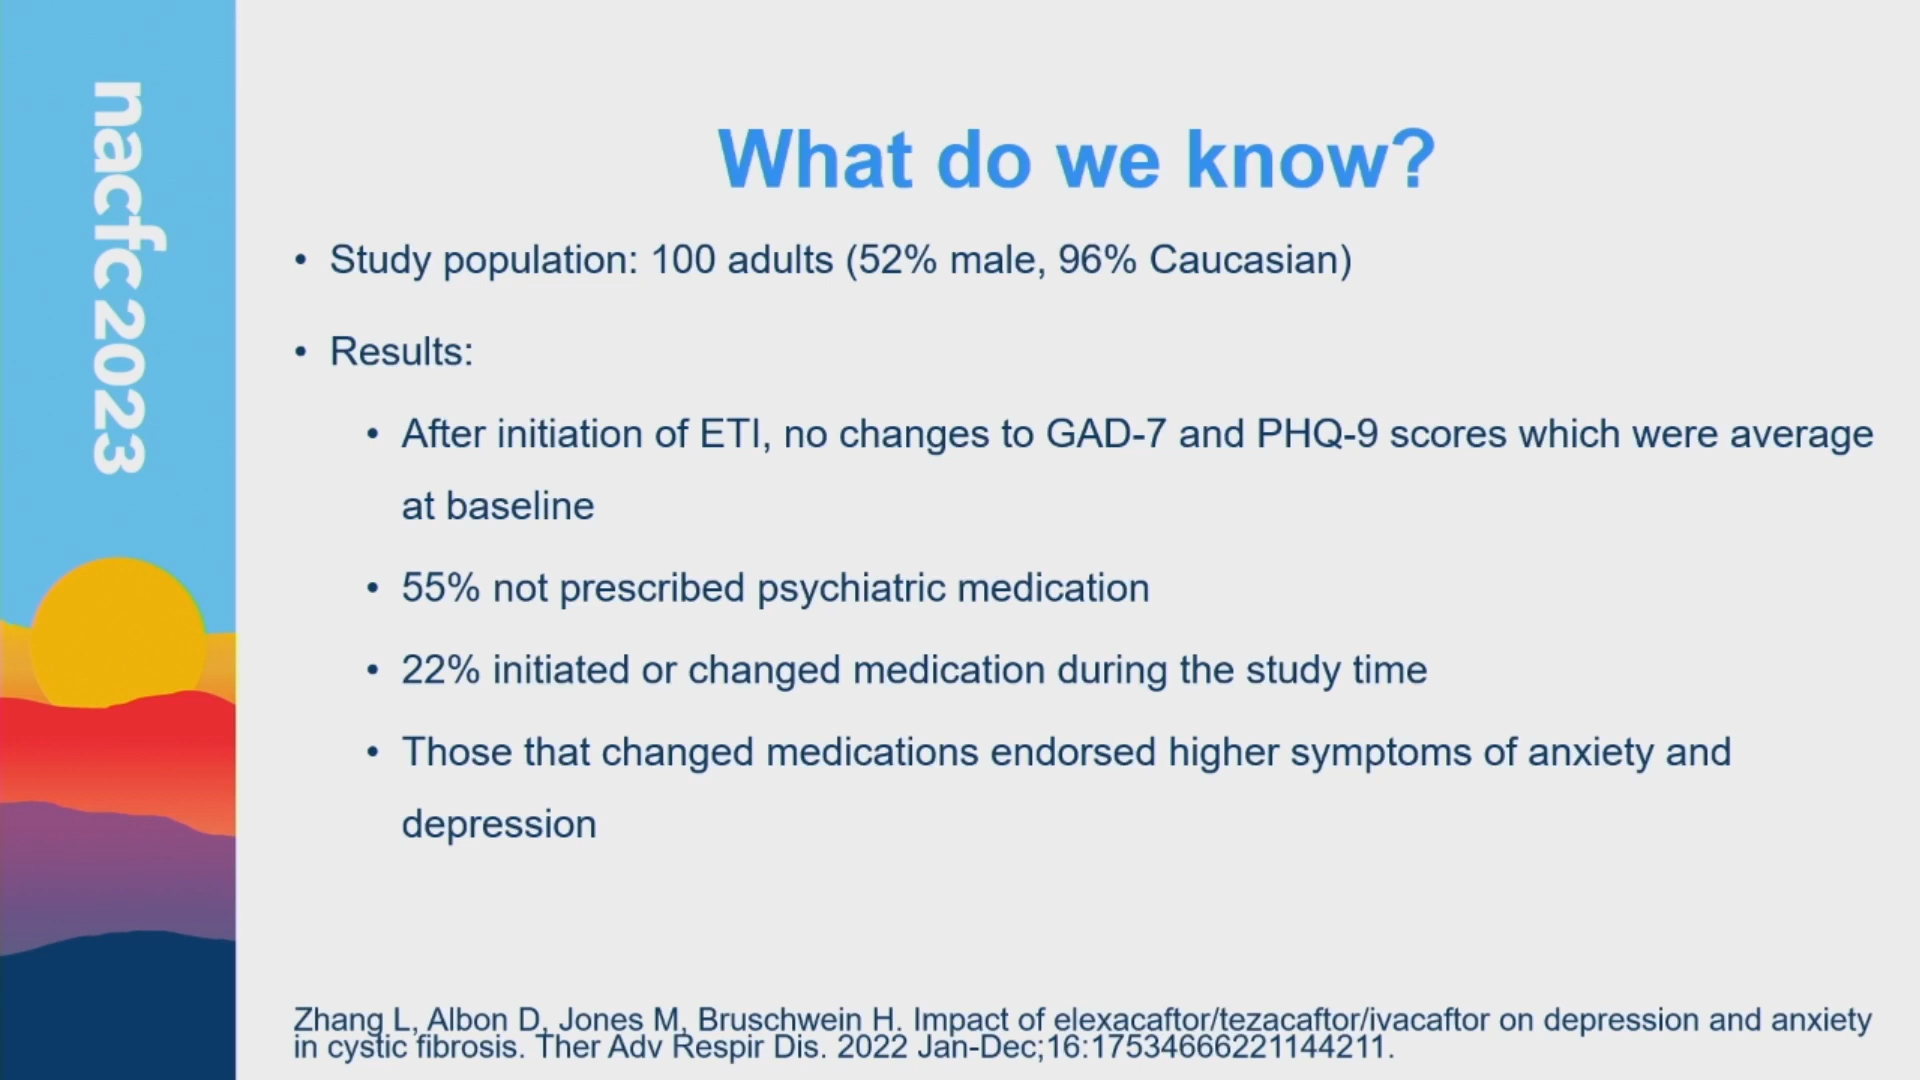 nacfc 2023
What do we know?
• Study population: 100 adults (52% male, 96% Caucasian)
• Results:
• After initiation of ETI, no changes to GAD-7 and PHQ-9 scores which were average
at baseline
• 55% not prescribed psychiatric medication
• 22% initiated or changed medication during the study time
• Those that changed medications endorsed higher symptoms of anxiety and
depression
Zhang L, Albon D, Jones M, Bruschwein H. Impact of elexacaftor/tezacaftor/ivacaftor on depression and anxiety
in cystic fibrosis. Ther Adv Respir Dis. 2022 Jan-Dec;16:17534666221144211.